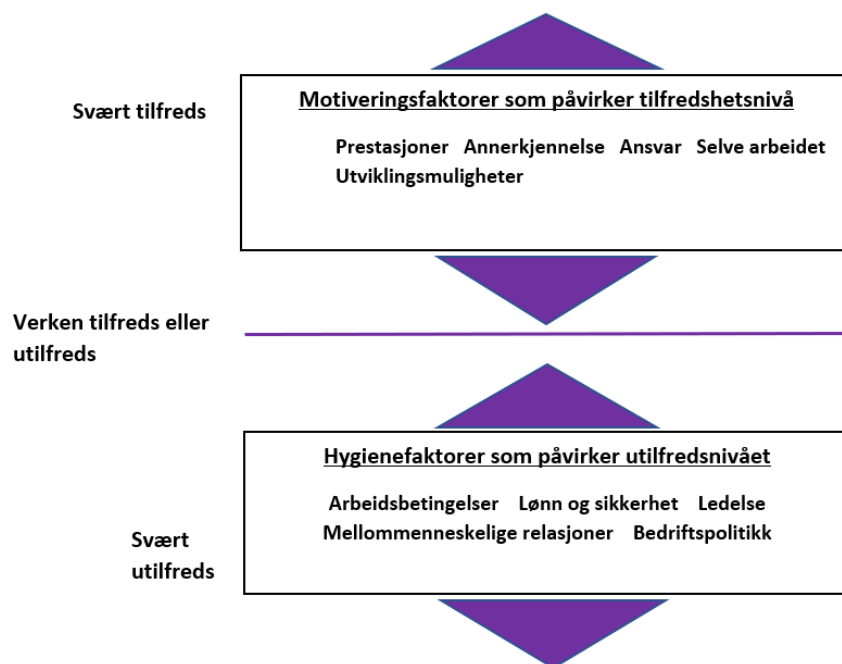 Svært tilfreds
Motiveringsfaktorer som påvirker tilfredshetsnivå
Prestasjoner Annerkjennelse Ansvar Selve arbeidet
Utviklingsmuligheter
Verken tilfreds eller
utilfreds
Hygienefaktorer som påvirker utilfredsnivået
Arbeidsbetingelser Lønn og sikkerhet Ledelse
Mellommenneskelige relasjoner Bedriftspolitikk
Svært
utilfreds